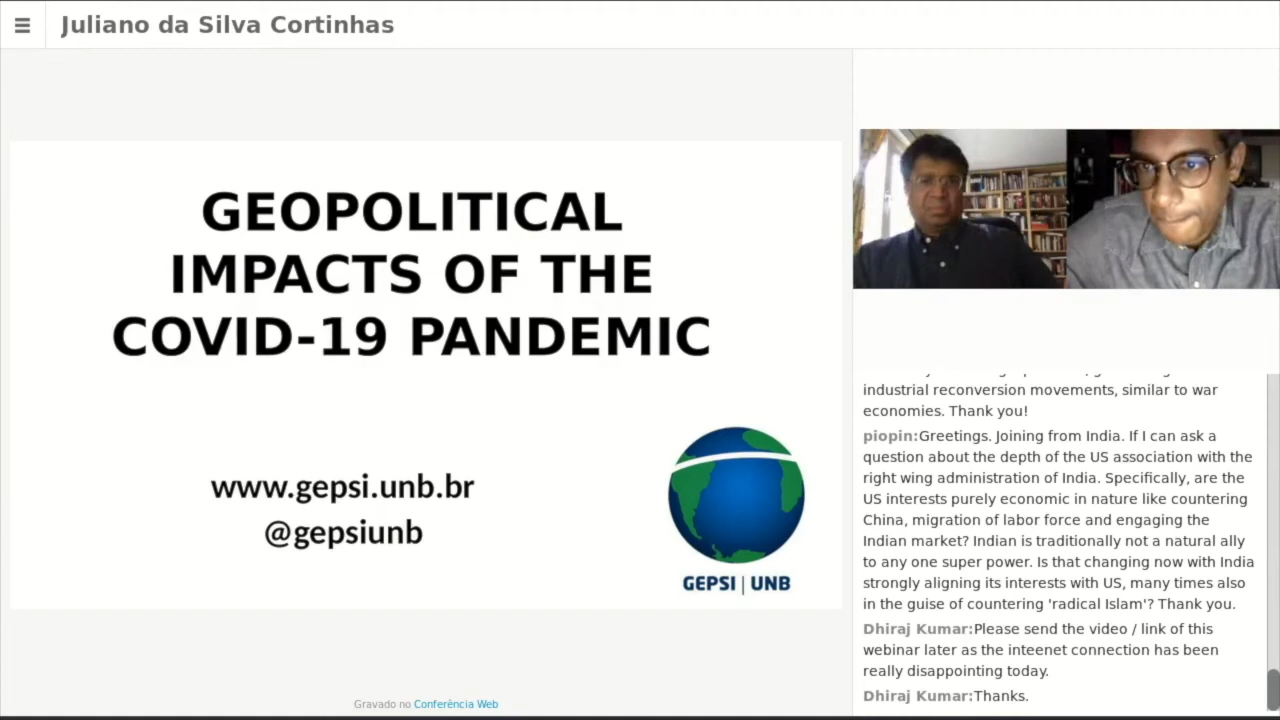 Juliano da Silva Cortinhas
GEOPOLITICAL
IMPACTS OF THE
COVID-19 PANDEMIC
www.gepsi.unb.br
@gepsiunb
GEPSI | UNB
Gravado no Conferência Web
industrial reconversion movements, similar to war
economies. Thank you!
piopin:Greetings. Joining from India. If I can ask a
question about the depth of the US association with the
right wing administration of India. Specifically, are the
US interests purely economic in nature like countering
China, migration of labor force and engaging the
Indian market? Indian is traditionally not a natural ally
to any one super power. Is that changing now with India
strongly aligning its interests with US, many times also
in the guise of countering 'radical Islam'? Thank you.
Dhiraj Kumar:Please send the video / link of this
webinar later as the inteenet connection has been
really disappointing today.
Dhiraj Kumar:Thanks.